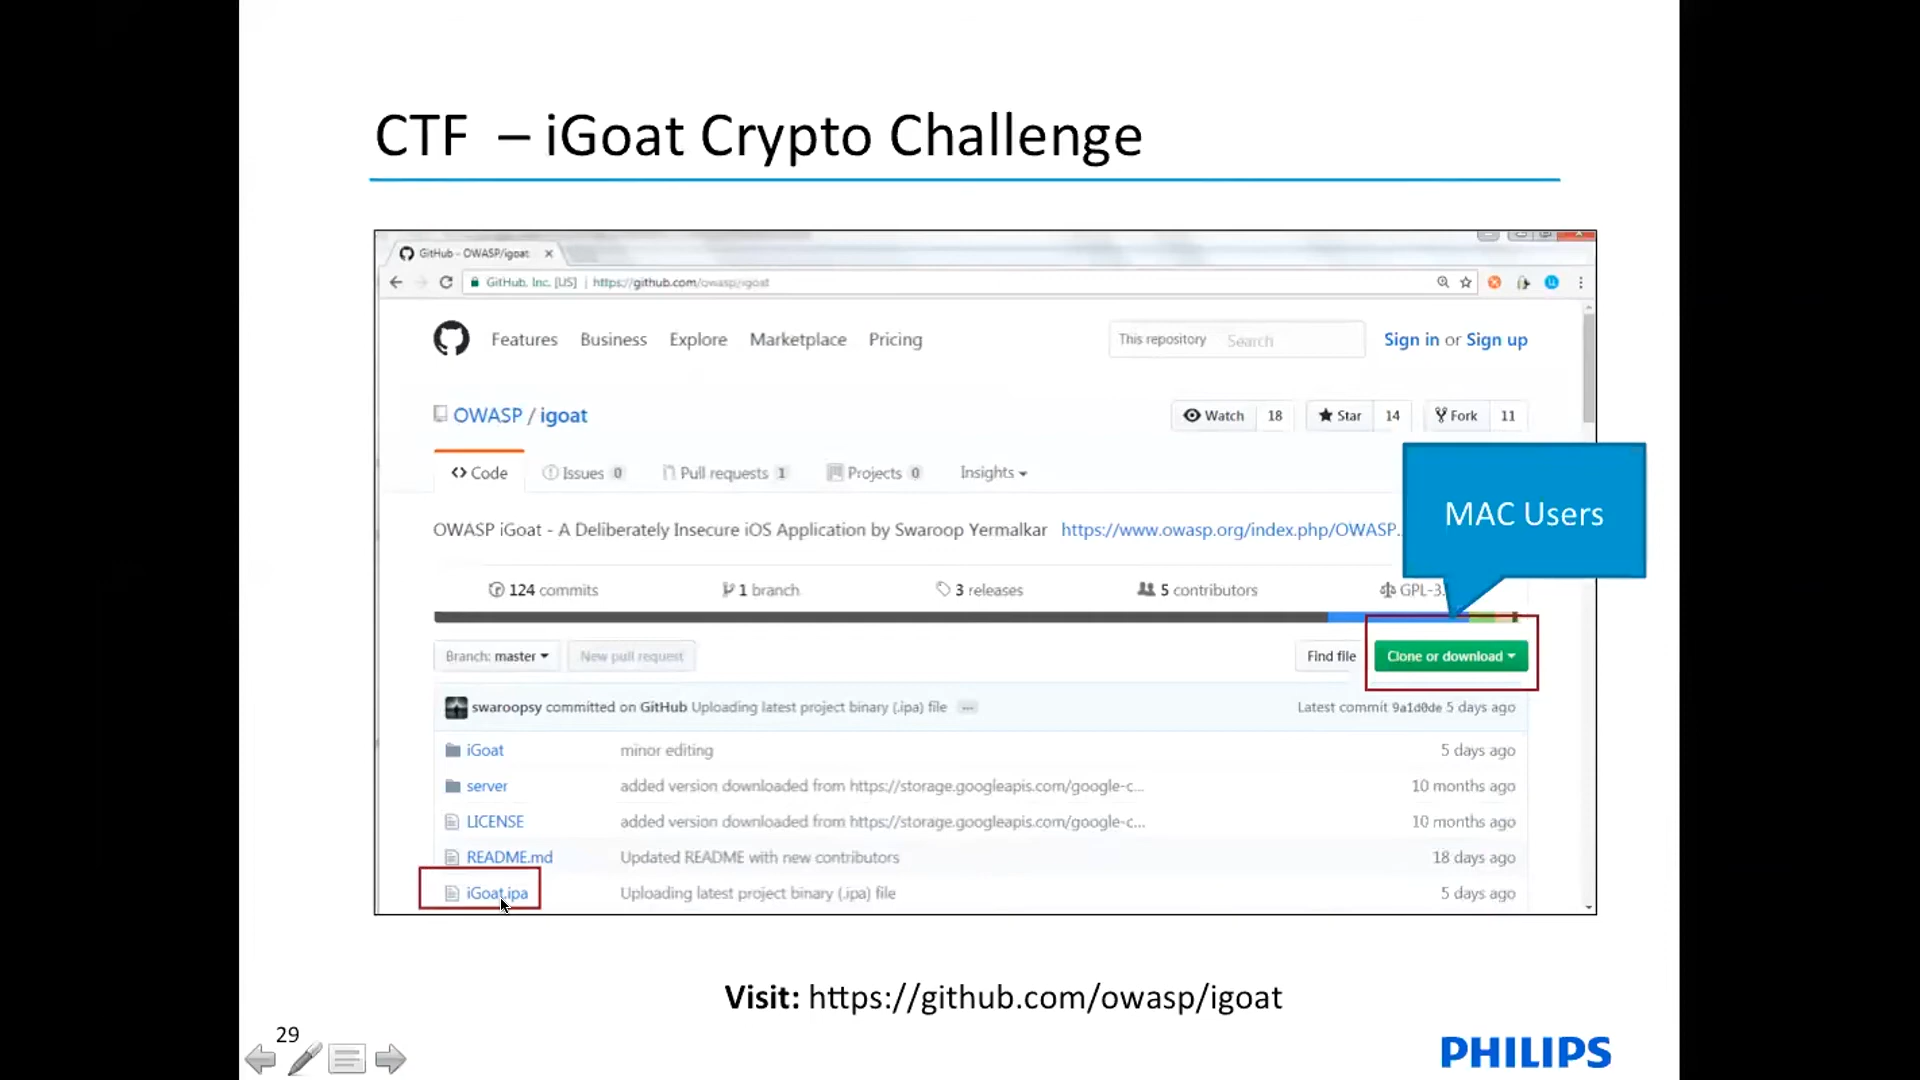 CTF – iGoat Crypto Challenge
GitHub - OWASP/igoat
GitHub, Inc. [US] | https://github.com/owasp/igoat
Features Business Explore Marketplace Pricing This repository Search Sign in or Sign up
OWASP / igoat Watch 18 Star 14 Fork 11
Code Issues 0 Pull requests 1 Projects 0 Insights
MAC Users
OWASP iGoat - A Deliberately Insecure iOS Application by Swaroop Yermalkar https://www.owasp.org/index.php/OWASP...
124 commits 1 branch 3 releases 5 contributors GPL-3.
Branch: master New pull request Find file Clone or download
swaroopsy committed on GitHub Uploading latest project binary (.ipa) file ... Latest commit 9a1d0de 5 days ago
iGoat minor editing 5 days ago
server added version downloaded from https://storage.googleapis.com/google-c... 10 months ago
LICENSE added version downloaded from https://storage.googleapis.com/google-c... 10 months ago
README.md Updated README with new contributors 18 days ago
iGoat.ipa Uploading latest project binary (.ipa) file 5 days ago
Visit: https://github.com/owasp/igoat
29
PHILIPS